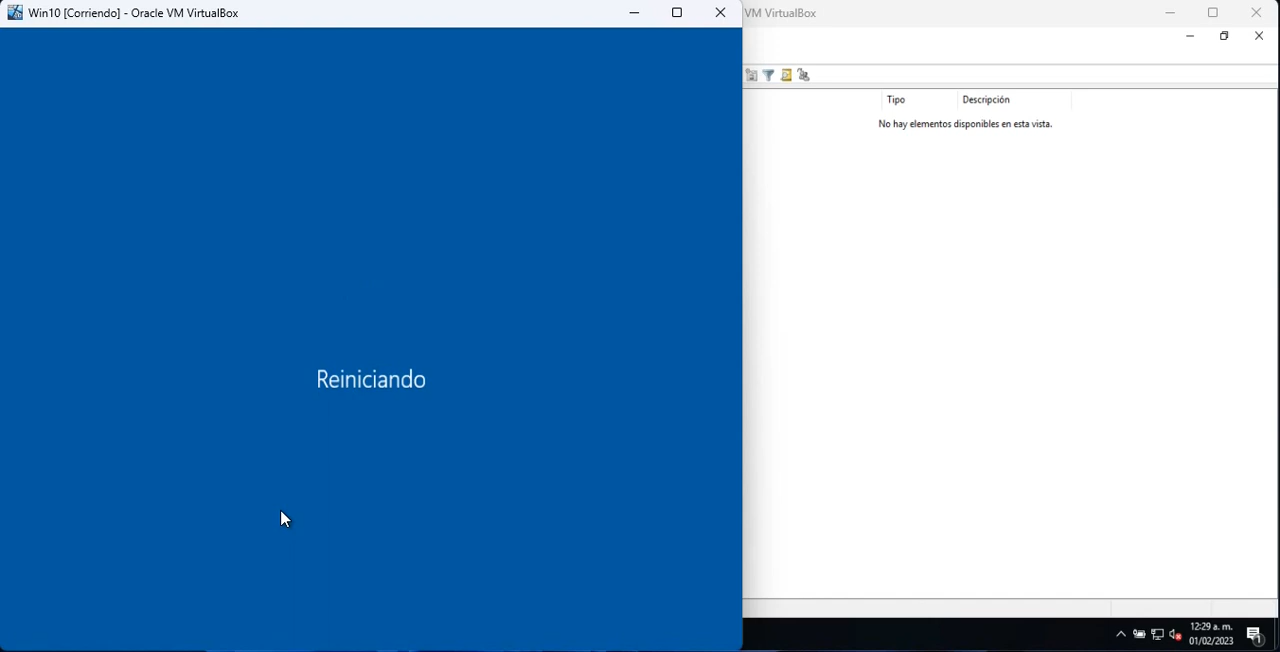 Win10 [Corriendo] - Oracle VM VirtualBox
VM VirtualBox
Tipo
Descripción
No hay elementos disponibles en esta vista.
Reiniciando
12:29 a. m.
01/02/2023
1